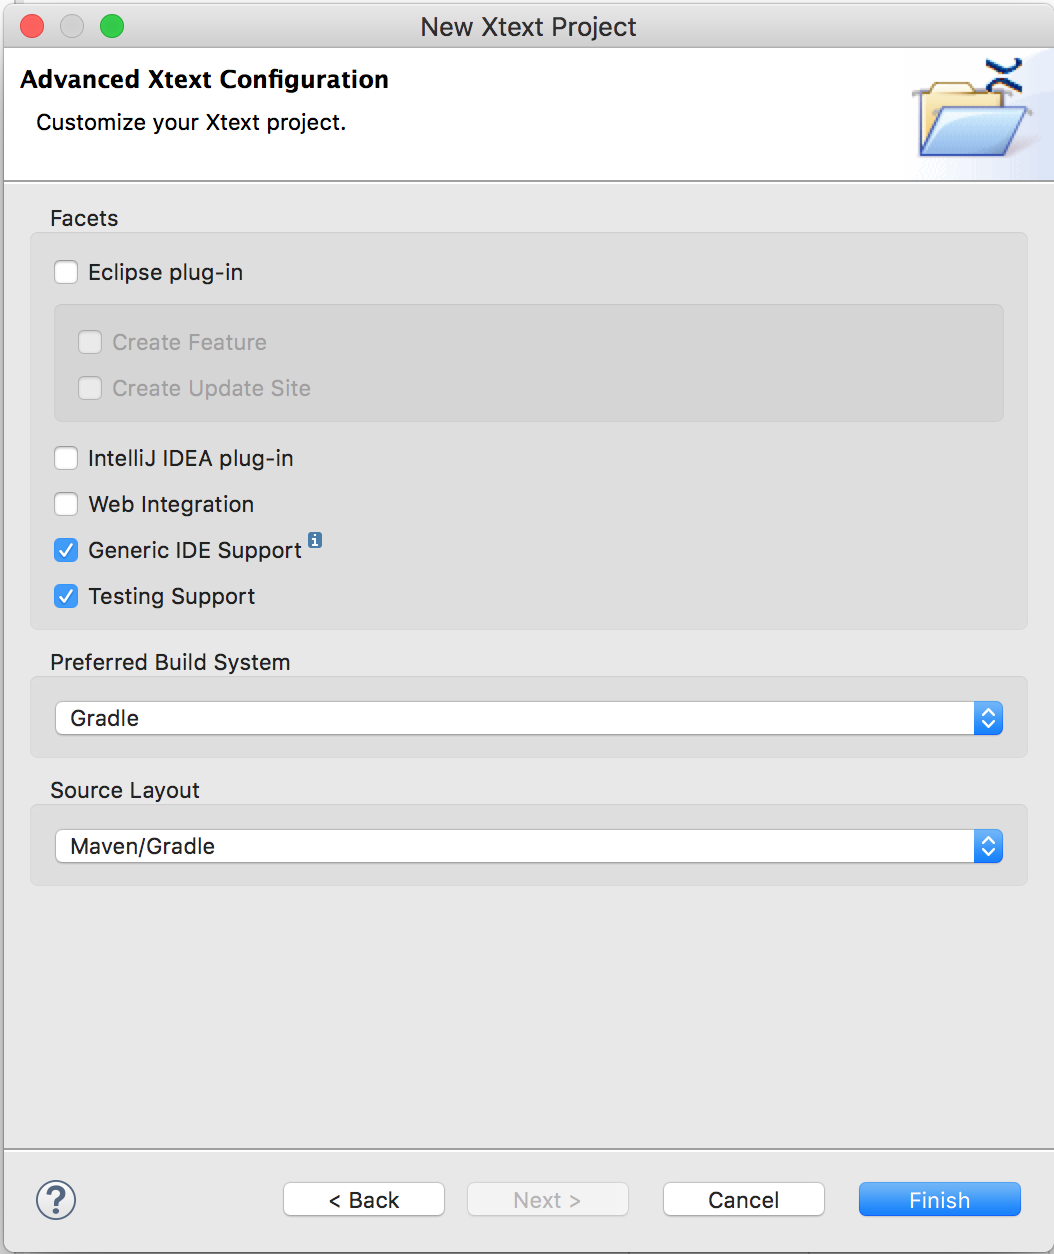 New Xtext Project
Advanced Xtext Configuration
Customize your Xtext project.
Facets
Eclipse plug-in
Create Feature
Create Update Site
IntelliJ IDEA plug-in
Web Integration
Generic IDE Support i
Testing Support
Preferred Build System
Gradle
Source Layout
Maven/Gradle
? < Back Next > Cancel Finish